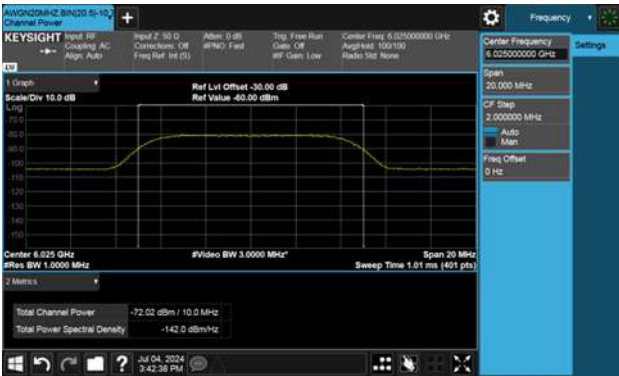 AWGN20MHZ.BIN(20.5)-10,
Channel Power
Frequency
KEYSIGHT
Input: RF
Coupling: AC
Align: Auto
Input Z: 50 Ω
Corrections: Off
Freq Ref: Int (S)
Atten: 0 dB
#PNO: Fast
Trig: Free Run
Gate: Off
#IF Gain: Low
Center Freq: 6.025000000 GHz
Avg|Hold: 100/100
Radio Std: None
1 Graph
Scale/Div 10.0 dB
Ref Lvl Offset -30.00 dB
Ref Value -60.00 dBm
Log
-70.0
-80.0
-90.0
-100
-110
-120
-130
-140
-150
Center 6.025 GHz
#Res BW 1.0000 MHz
#Video BW 3.0000 MHz*
Span 20 MHz
Sweep Time 1.01 ms (401 pts)
2 Metrics
Total Channel Power
-72.02 dBm / 10.0 MHz
Total Power Spectral Density
-142.0 dBm/Hz
Jul 04, 2024
3:42:38 PM
Center Frequency
6.025000000 GHz
Settings
Span
20.000 MHz
CF Step
2.000000 MHz
Auto
Man
Freq Offset
0 Hz